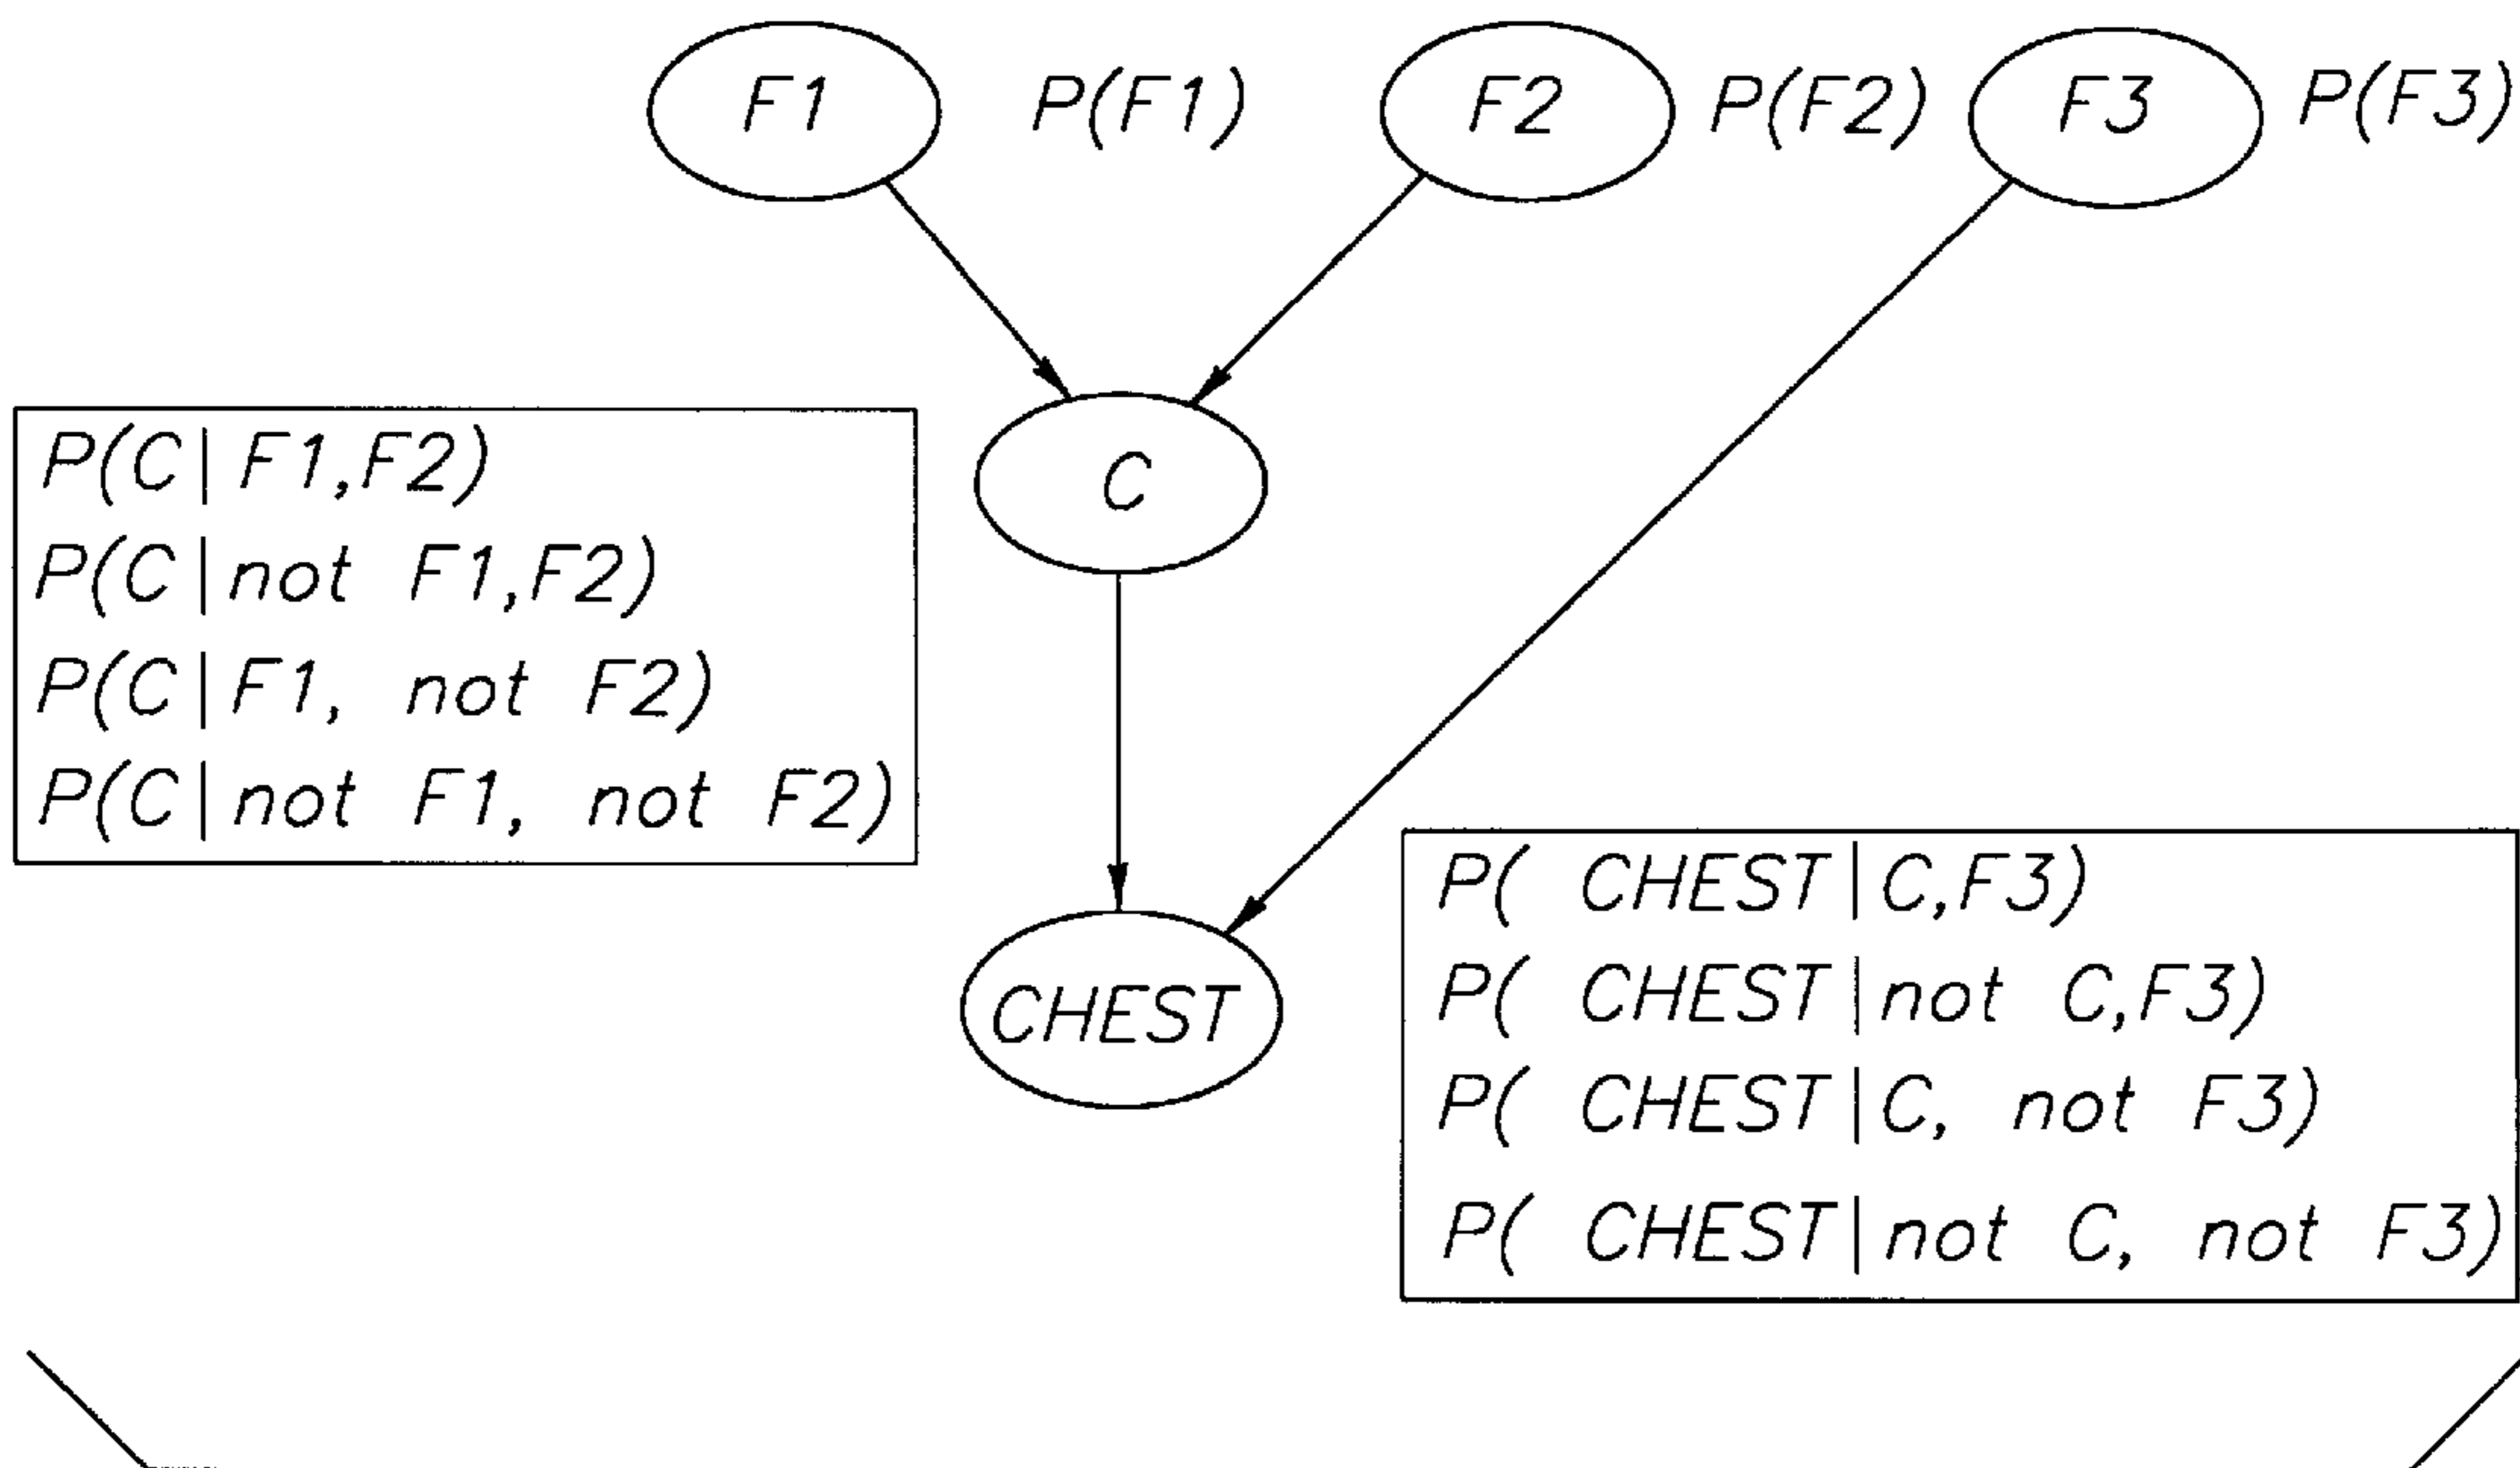 F1 P(F1) F2 P(F2) F3 P(F3)
C
P(C|F1,F2)
P(C|not F1,F2)
P(C|F1, not F2)
P(C|not F1, not F2)
CHEST
P( CHEST|C,F3)
P( CHEST|not C,F3)
P( CHEST|C, not F3)
P( CHEST|not C, not F3)